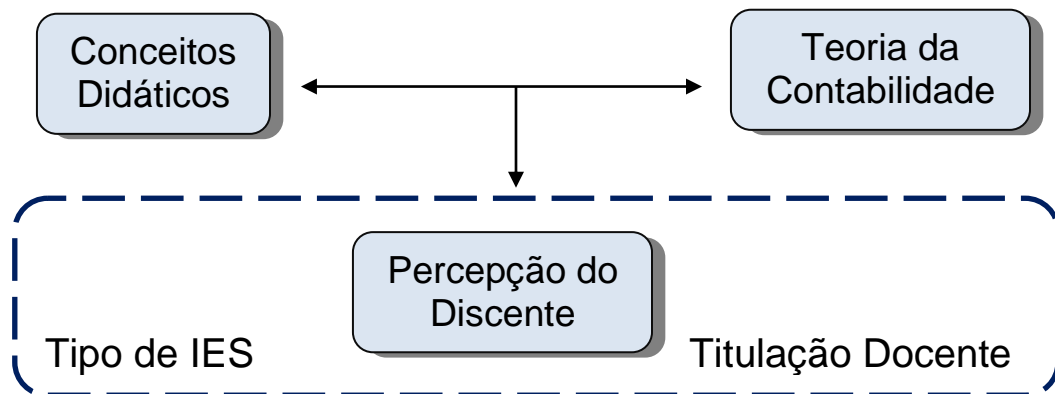 Conceitos
Didáticos
Teoria da
Contabilidade
Percepção do
Discente
Tipo de IES
Titulação Docente